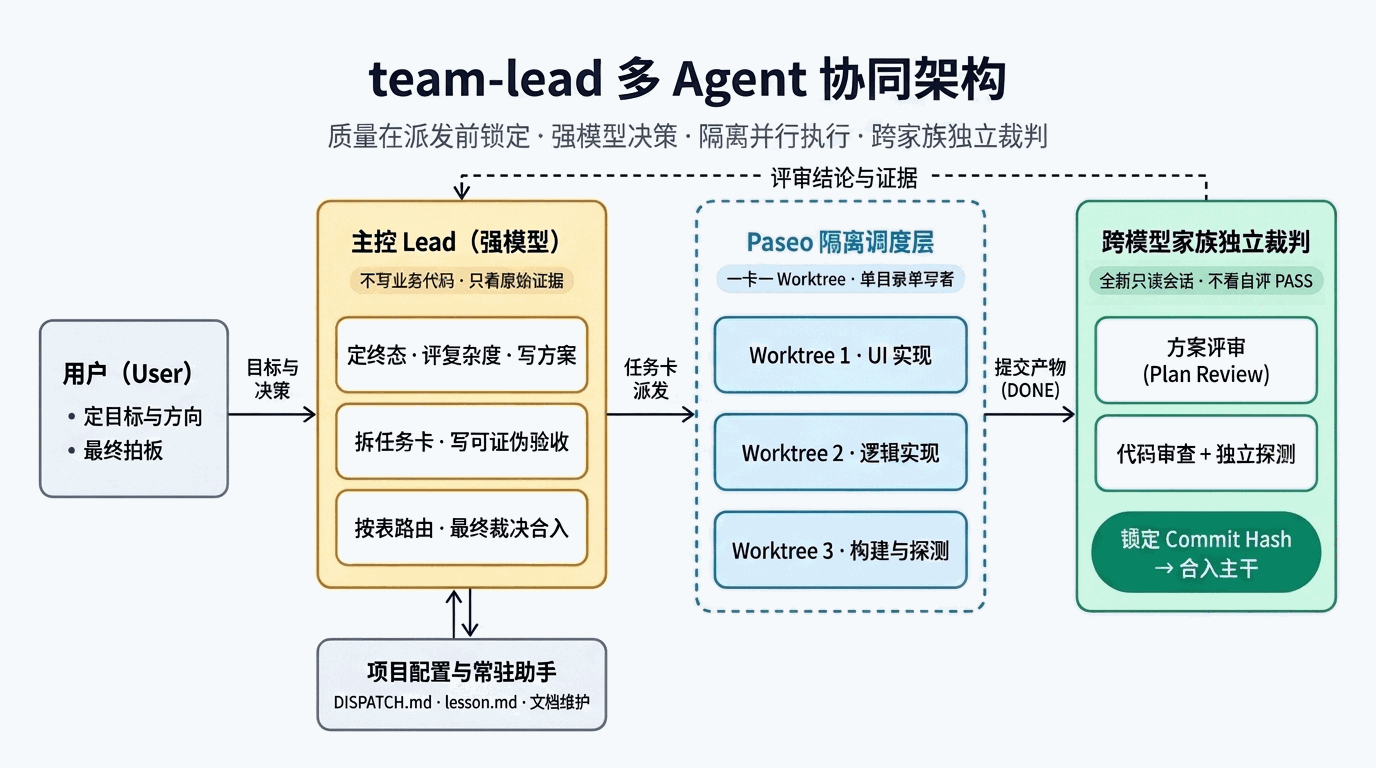 team-lead 多 Agent 协同架构
质量在派发前锁定 · 强模型决策 · 隔离并行执行 · 跨家族独立裁判
评审结论与证据
用户（User）
• 定目标与方向
• 最终拍板
目标与
决策
主控 Lead（强模型）
不写业务代码 · 只看原始证据
定终态 · 评复杂度 · 写方案
拆任务卡 · 写可证伪验收
按表路由 · 最终裁决合入
任务卡
派发
Paseo 隔离调度层
一卡一 Worktree · 单目录单写者
Worktree 1 · UI 实现
Worktree 2 · 逻辑实现
Worktree 3 · 构建与探测
提交产物
(DONE)
跨模型家族独立裁判
全新只读会话 · 不看自评 PASS
方案评审
(Plan Review)
代码审查 + 独立探测
锁定 Commit Hash
→ 合入主干
项目配置与常驻助手
DISPATCH.md · lesson.md · 文档维护